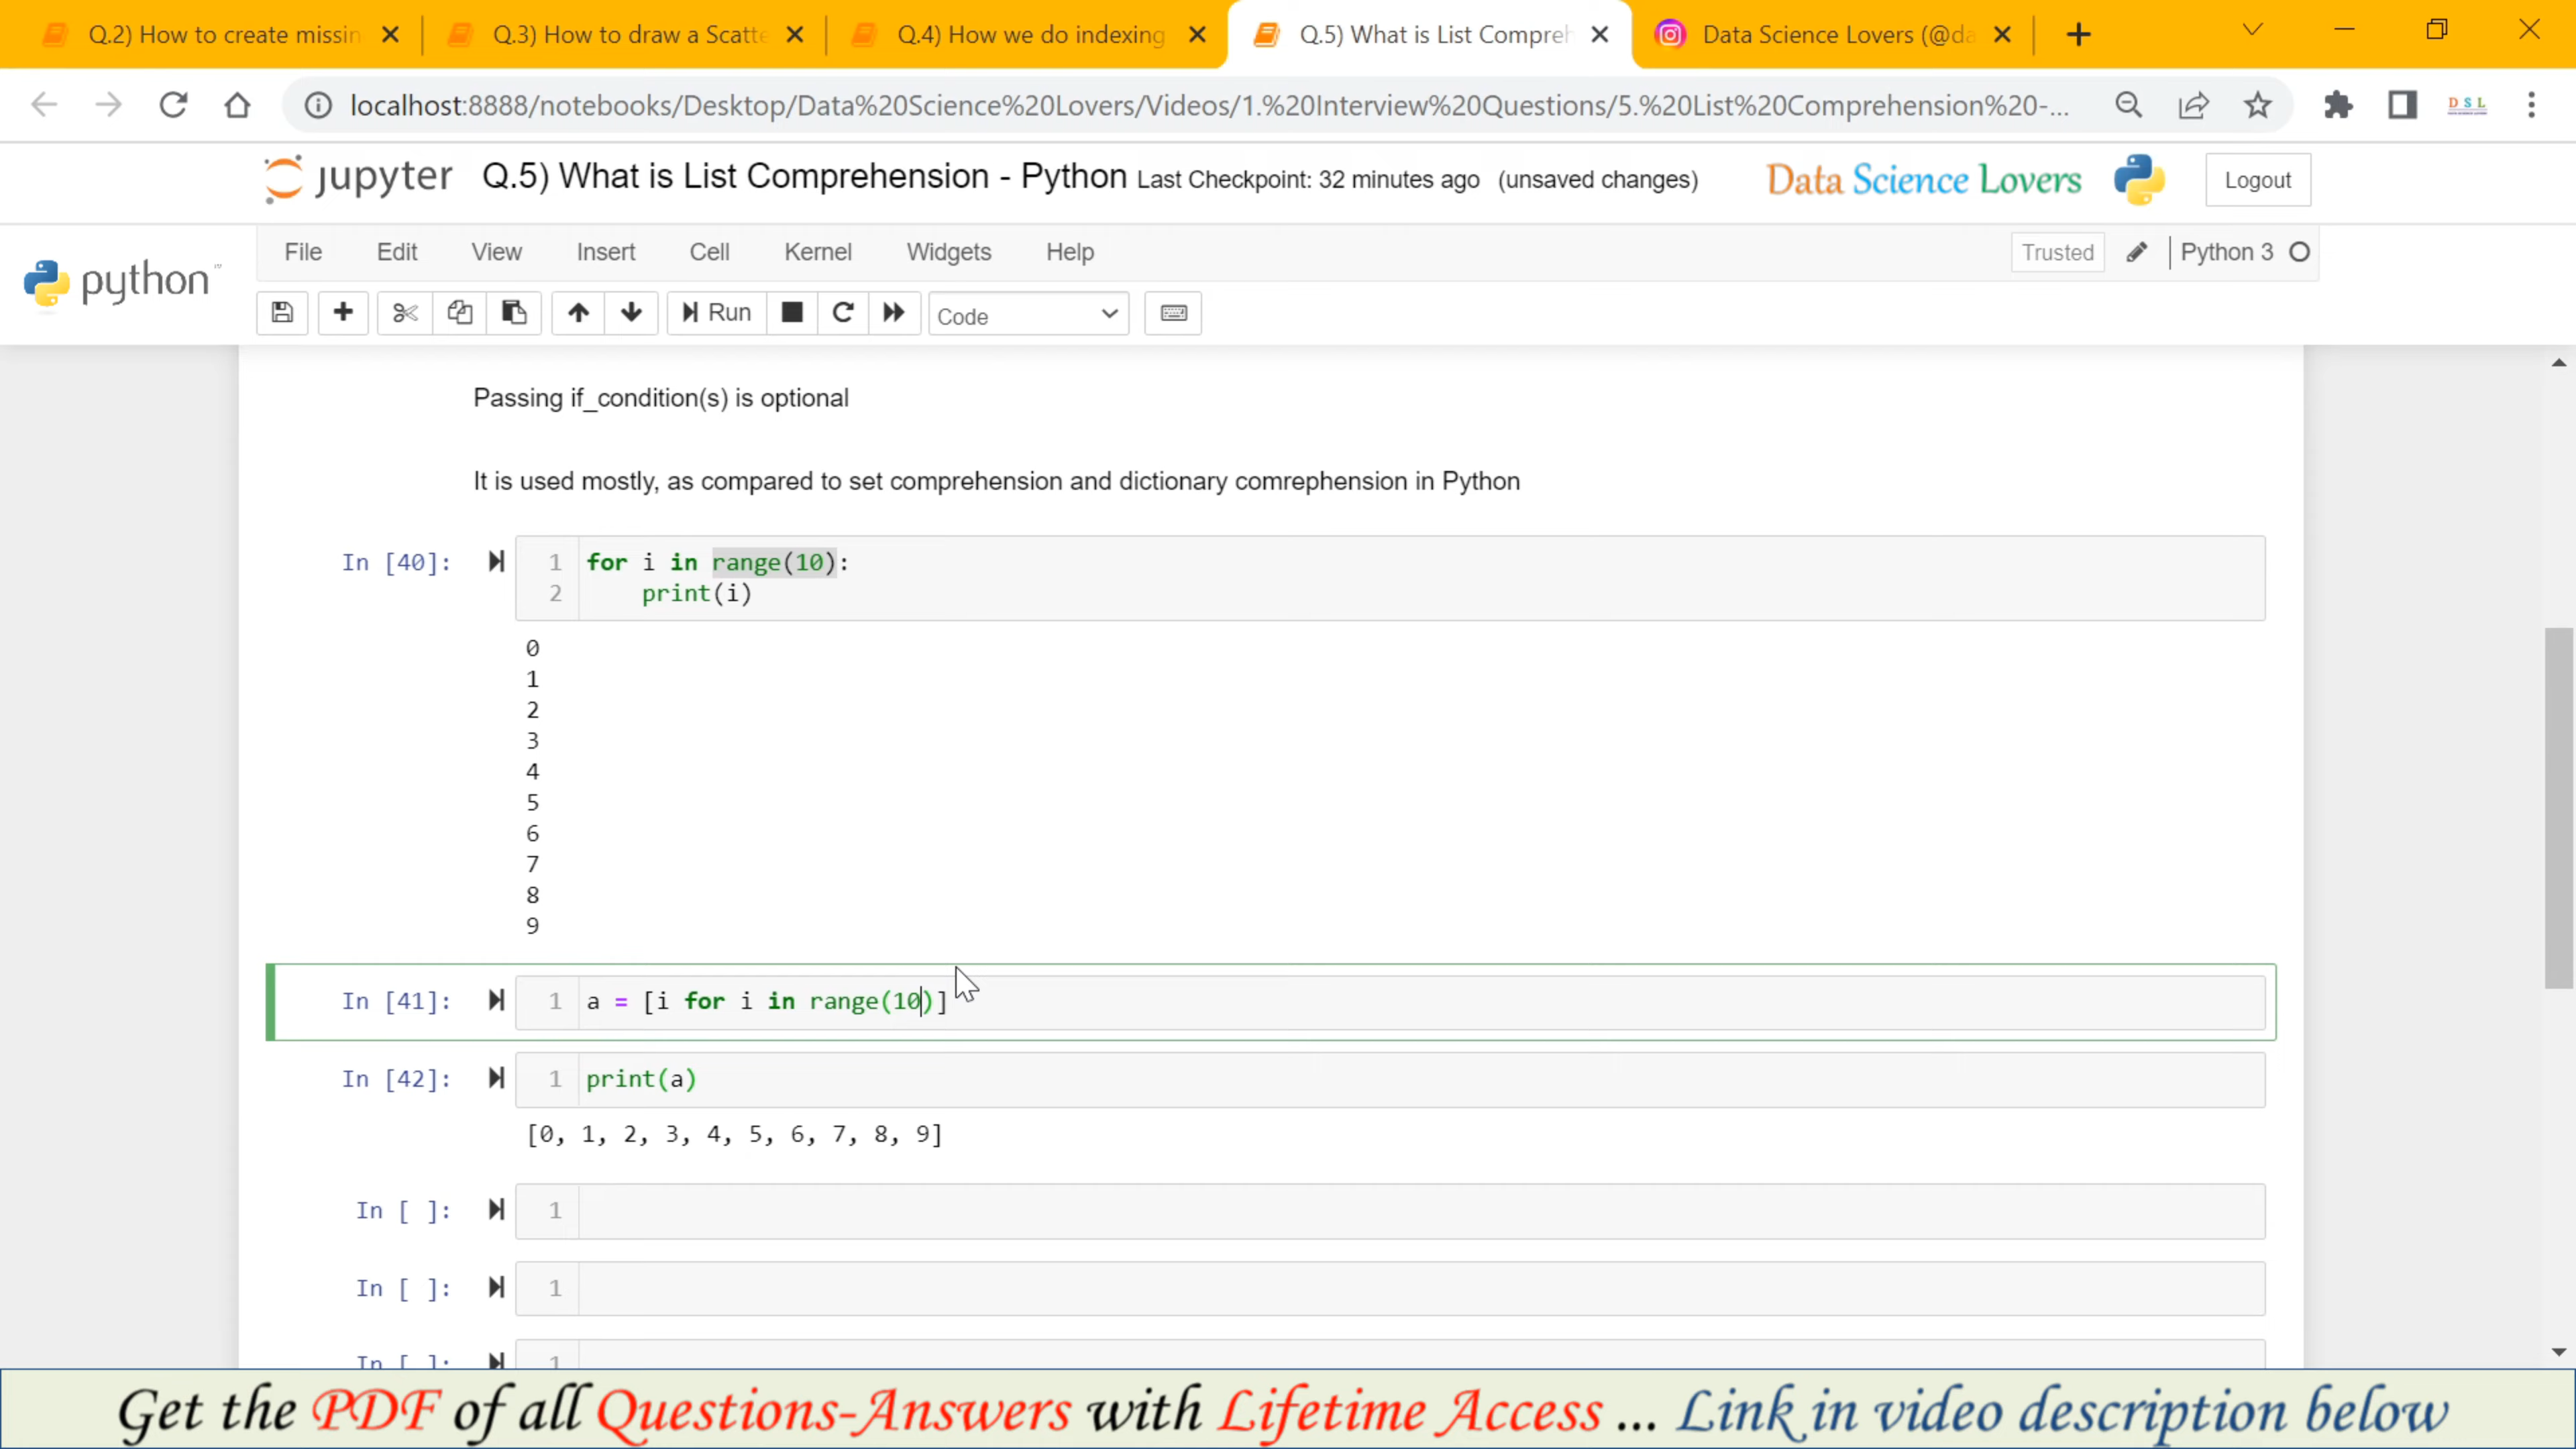 Q.2) How to create missin
Q.3) How to draw a Scatte
Q.4) How we do indexing
Q.5) What is List Compreh
Data Science Lovers (@da
localhost:8888/notebooks/Desktop/Data%20Science%20Lovers/Videos/1.%20Interview%20Questions/5.%20List%20Comprehension%20-...
DSL
jupyter Q.5) What is List Comprehension - Python Last Checkpoint: 32 minutes ago (unsaved changes) Data Science Lovers Logout
python™
File Edit View Insert Cell Kernel Widgets Help Trusted Python 3
Run Code
Passing if_condition(s) is optional
It is used mostly, as compared to set comprehension and dictionary comrephension in Python
In [40]: 1 for i in range(10):
2 print(i)
0
1
2
3
4
5
6
7
8
9
In [41]: 1 a = [i for i in range(10)]
In [42]: 1 print(a)
[0, 1, 2, 3, 4, 5, 6, 7, 8, 9]
In [ ]: 1
In [ ]: 1
In [ ]: 1
Get the PDF of all Questions-Answers with Lifetime Access ... Link in video description below